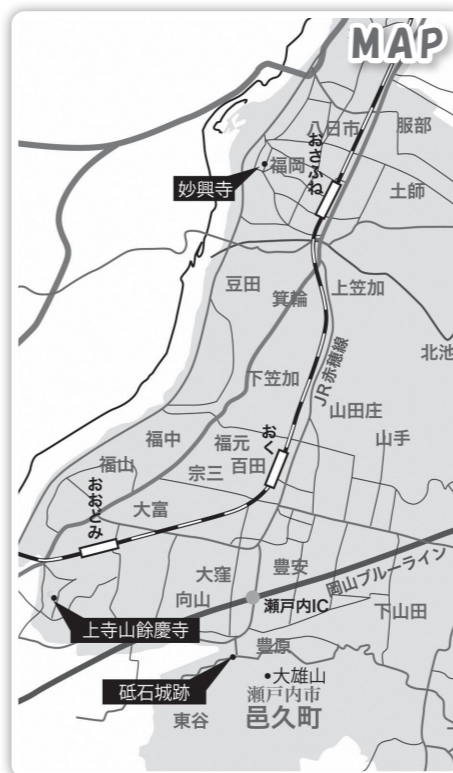 MAP
八日市
服部
おさふね
福岡
妙興寺
土師
豆田
箕輪
上笠加
北池
JR赤穂線
下笠加
山田庄
福中
福元
おく
山手
福山
宗三
百田
おおどみ
大富
大窪
豊安
岡山ブルーライン
向山
瀬戸内IC
下山田
上寺山餘慶寺
豊原
砥石城跡
大雄山
瀬戸内市
東谷
邑久町